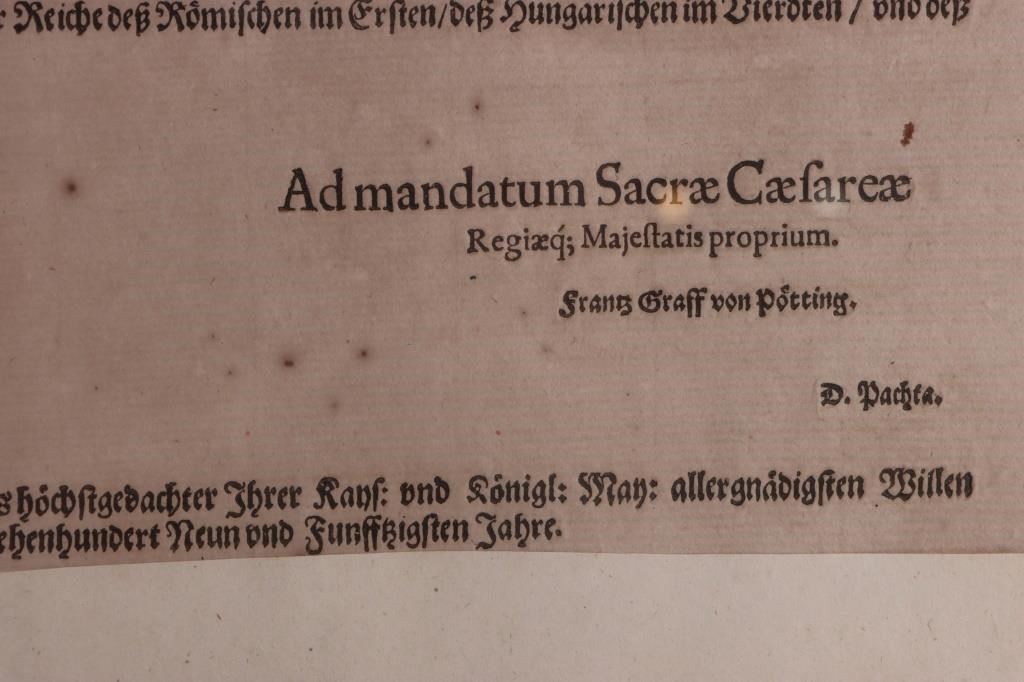 Reiche deß Römischen im Ersten/deß Hungarischen im Vierdten / vnd deß
Ad mandatum Sacræ Cæſareæ
Regiæq́; Majeſtatis proprium.
Frantz Graff von Pötting.
D. Pachta.
s höchſtgedachter Ihrer Kayſ: vnd Königl: May: allergnädigſten Willen
ehenhundert Neun vnd Funfftzigſten Jahre.